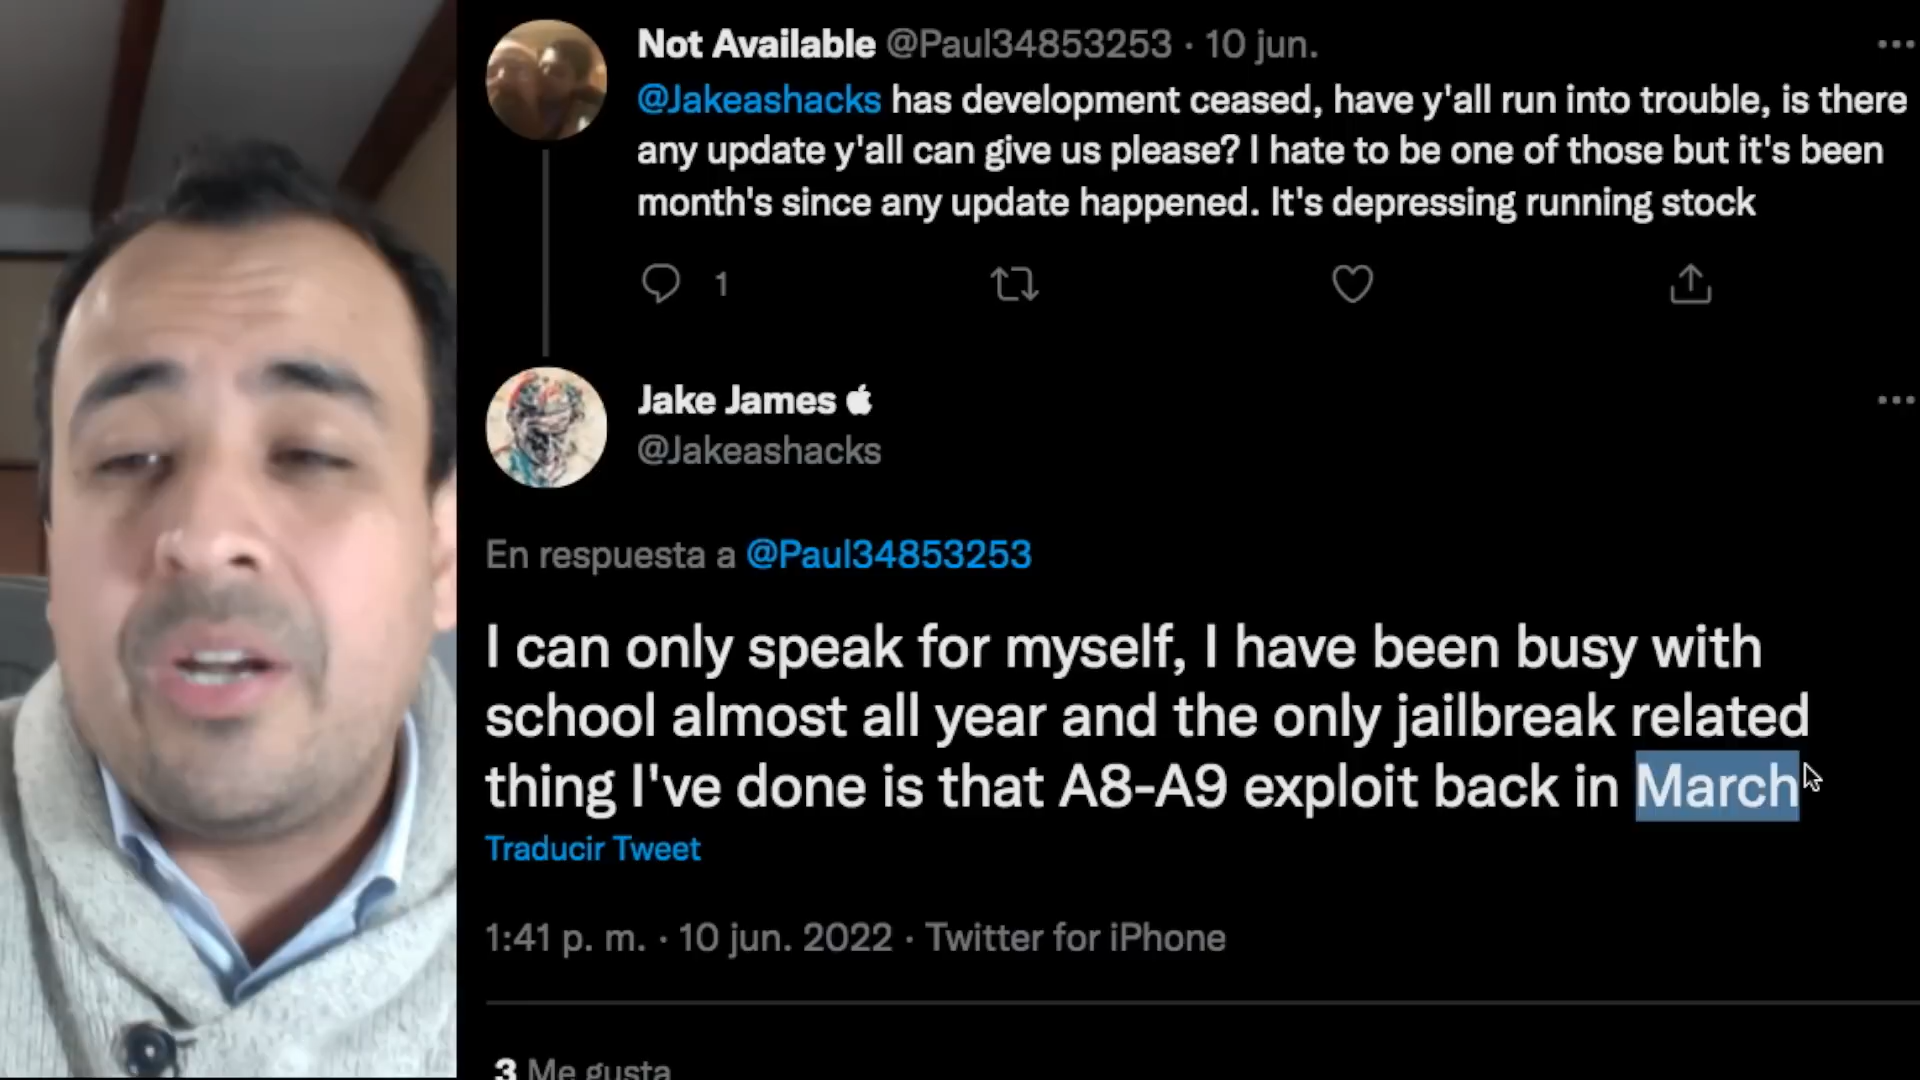 Not Available @Paul34853253 · 10 jun.
@Jakeashacks has development ceased, have y'all run into trouble, is there
any update y'all can give us please? I hate to be one of those but it's been
month's since any update happened. It's depressing running stock
1
Jake James
@Jakeashacks
En respuesta a @Paul34853253
I can only speak for myself, I have been busy with
school almost all year and the only jailbreak related
thing I've done is that A8-A9 exploit back in March
Traducir Tweet
1:41 p. m. · 10 jun. 2022 · Twitter for iPhone
3 Me gusta